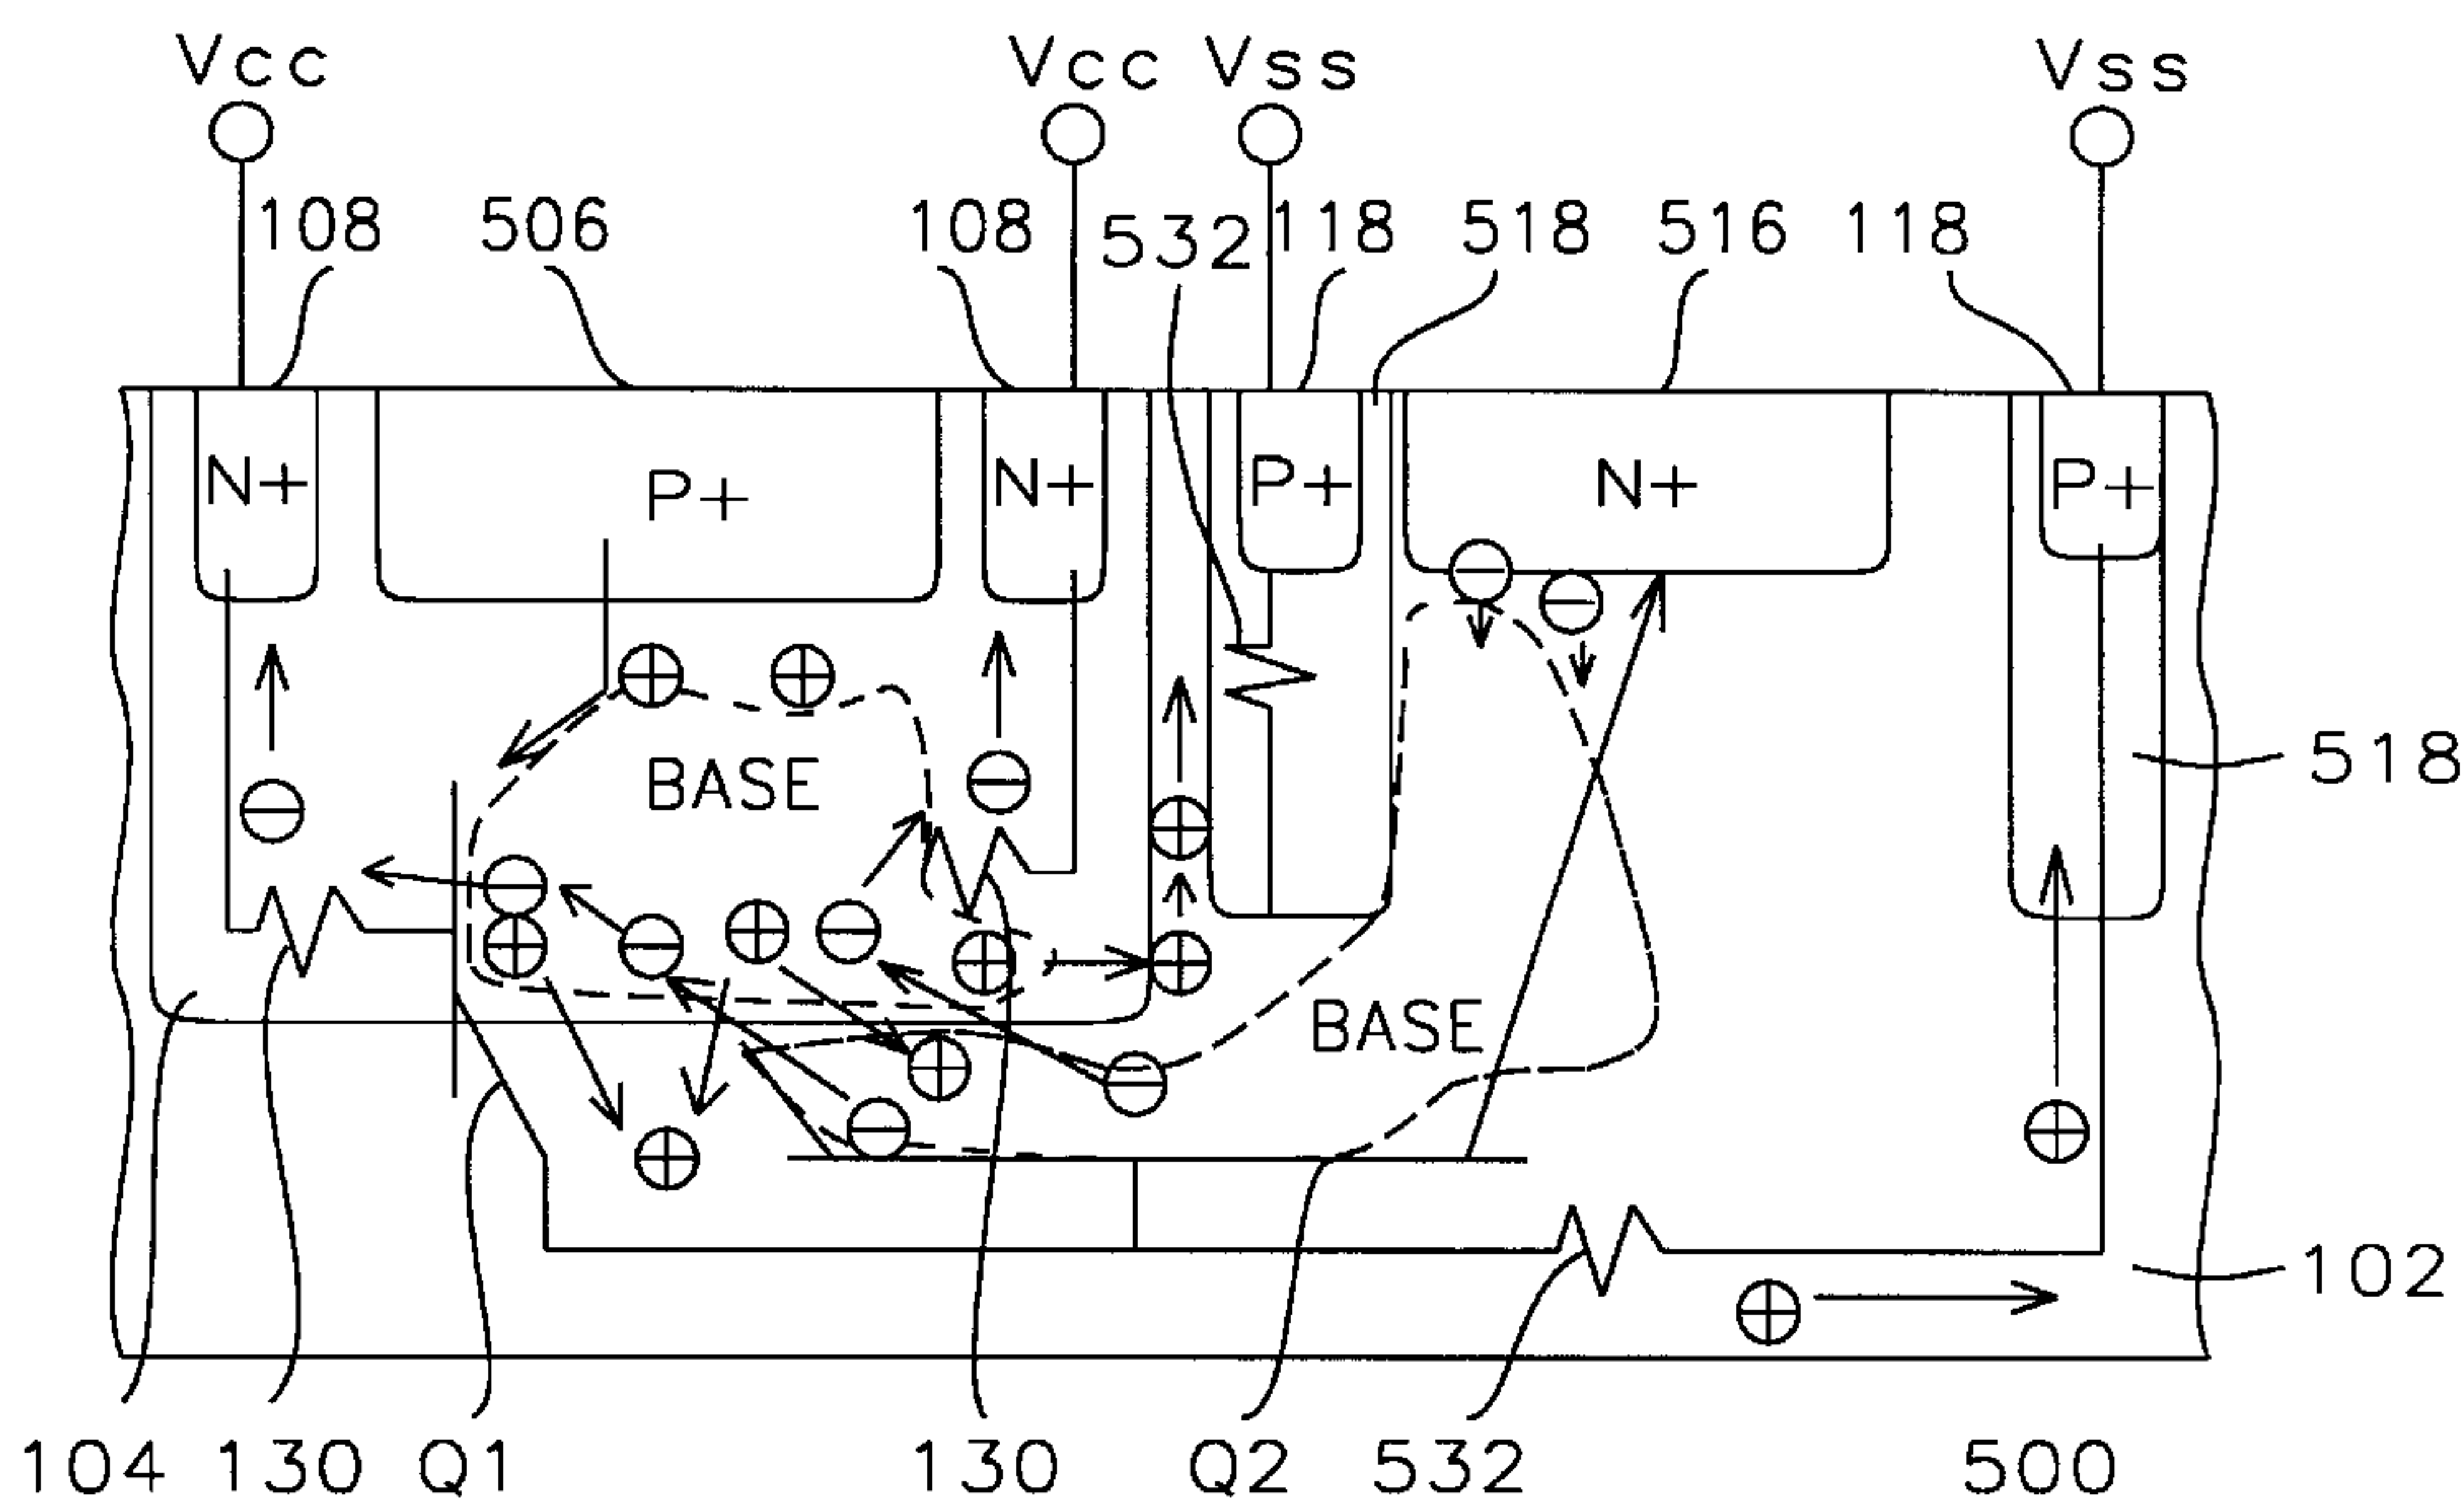 Vcc Vcc Vss Vss
108 506 108 532 118 518 516 118
N+ P+ N+ P+ N+ P+
BASE
518
BASE
102
104 130 Q1 130 Q2 532 500